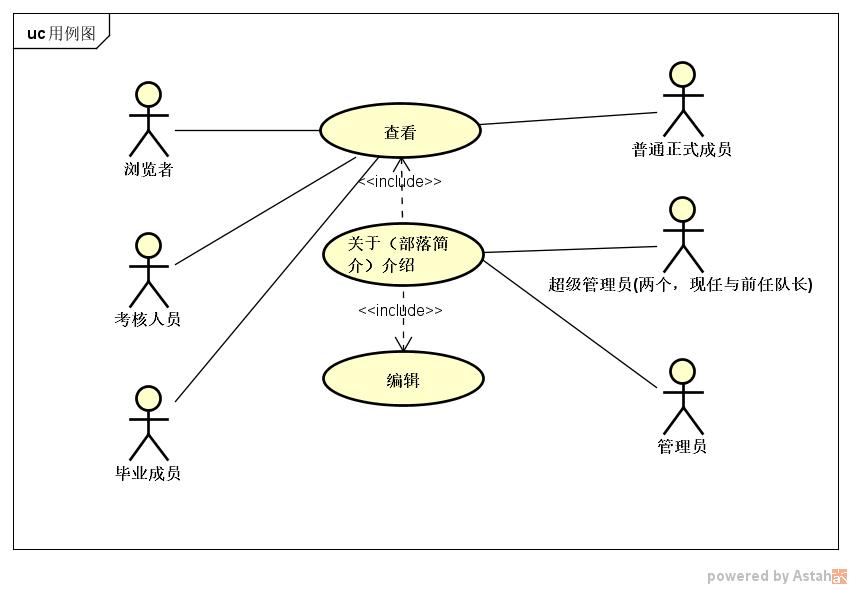 uc 用例图
浏览者
查看
普通正式成员
<<include>>
考核人员
关于（部落简
介）介绍
超级管理员(两个，现任与前任队长)
<<include>>
编辑
毕业成员
管理员
powered by Astah